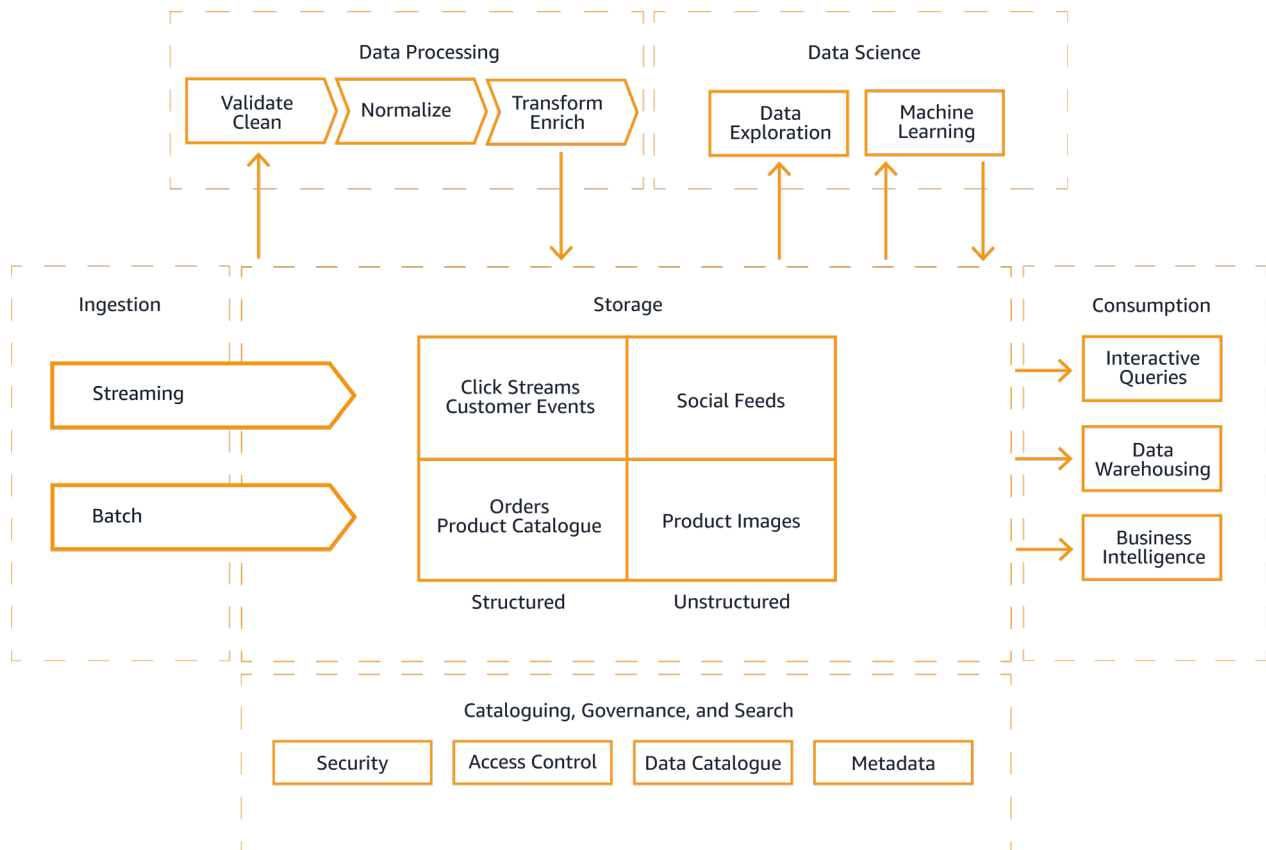 Data Processing
Validate
Clean
Normalize
Transform
Enrich
Data Science
Data
Exploration
Machine
Learning
Ingestion
Streaming
Batch
Storage
Click Streams
Customer Events
Social Feeds
Orders
Product Catalogue
Product Images
Structured
Unstructured
Consumption
Interactive
Queries
Data
Warehousing
Business
Intelligence
Cataloguing, Governance, and Search
Security
Access Control
Data Catalogue
Metadata